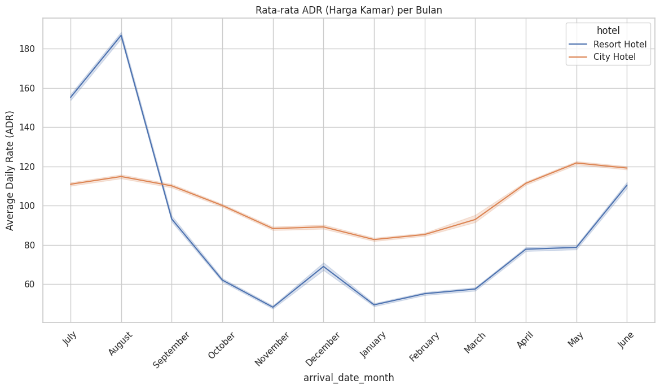 Rata-rata ADR (Harga Kamar) per Bulan
hotel
Resort Hotel
City Hotel
Average Daily Rate (ADR)
180
160
140
120
100
80
60
July
August
September
October
November
December
January
February
March
April
May
June
arrival_date_month